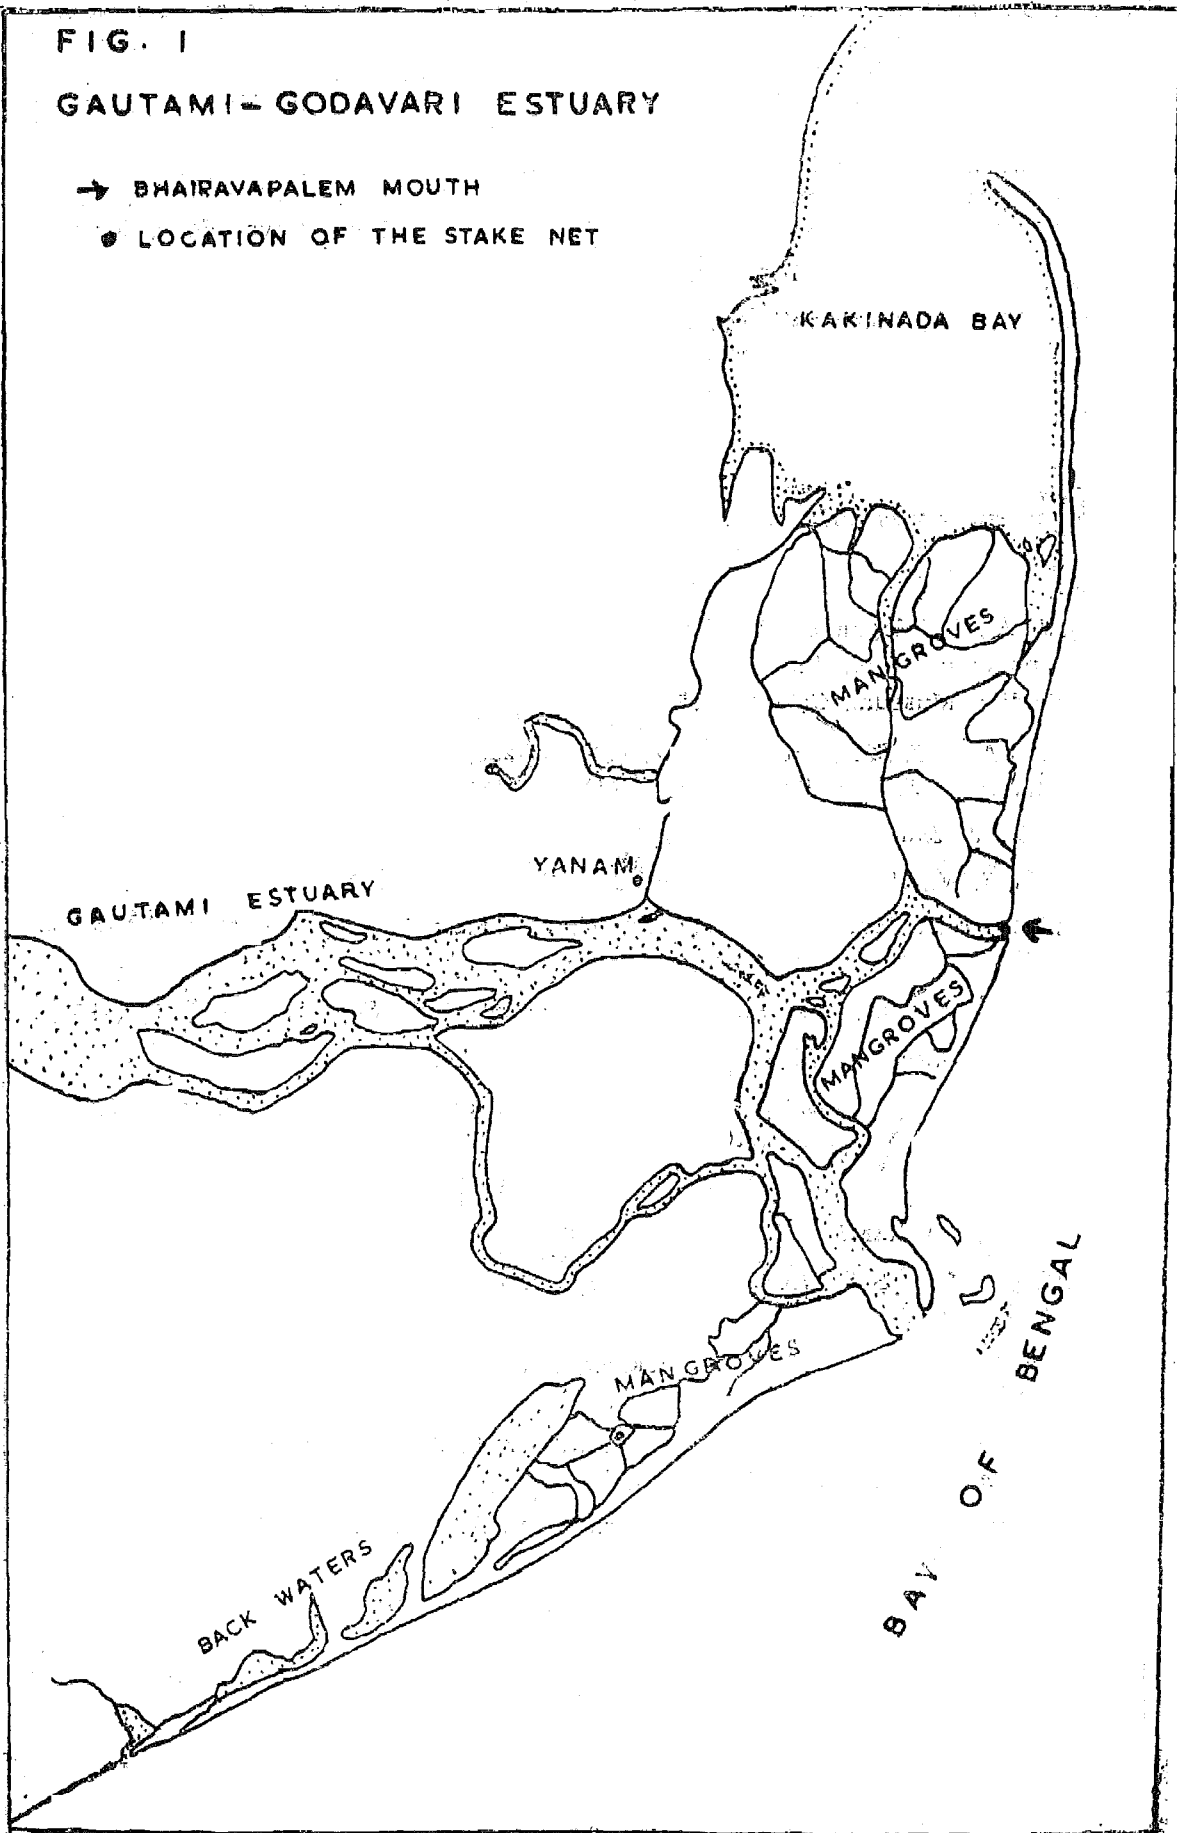 FIG. 1
GAUTAMI- GODAVARI ESTUARY
→ BHAIRAVAPALEM MOUTH
● LOCATION OF THE STAKE NET
KAKINADA BAY
MANGROVES
YANAM
GAUTAMI ESTUARY
MANGROVES
MANGROVES
BACK WATERS
BAY OF BENGAL